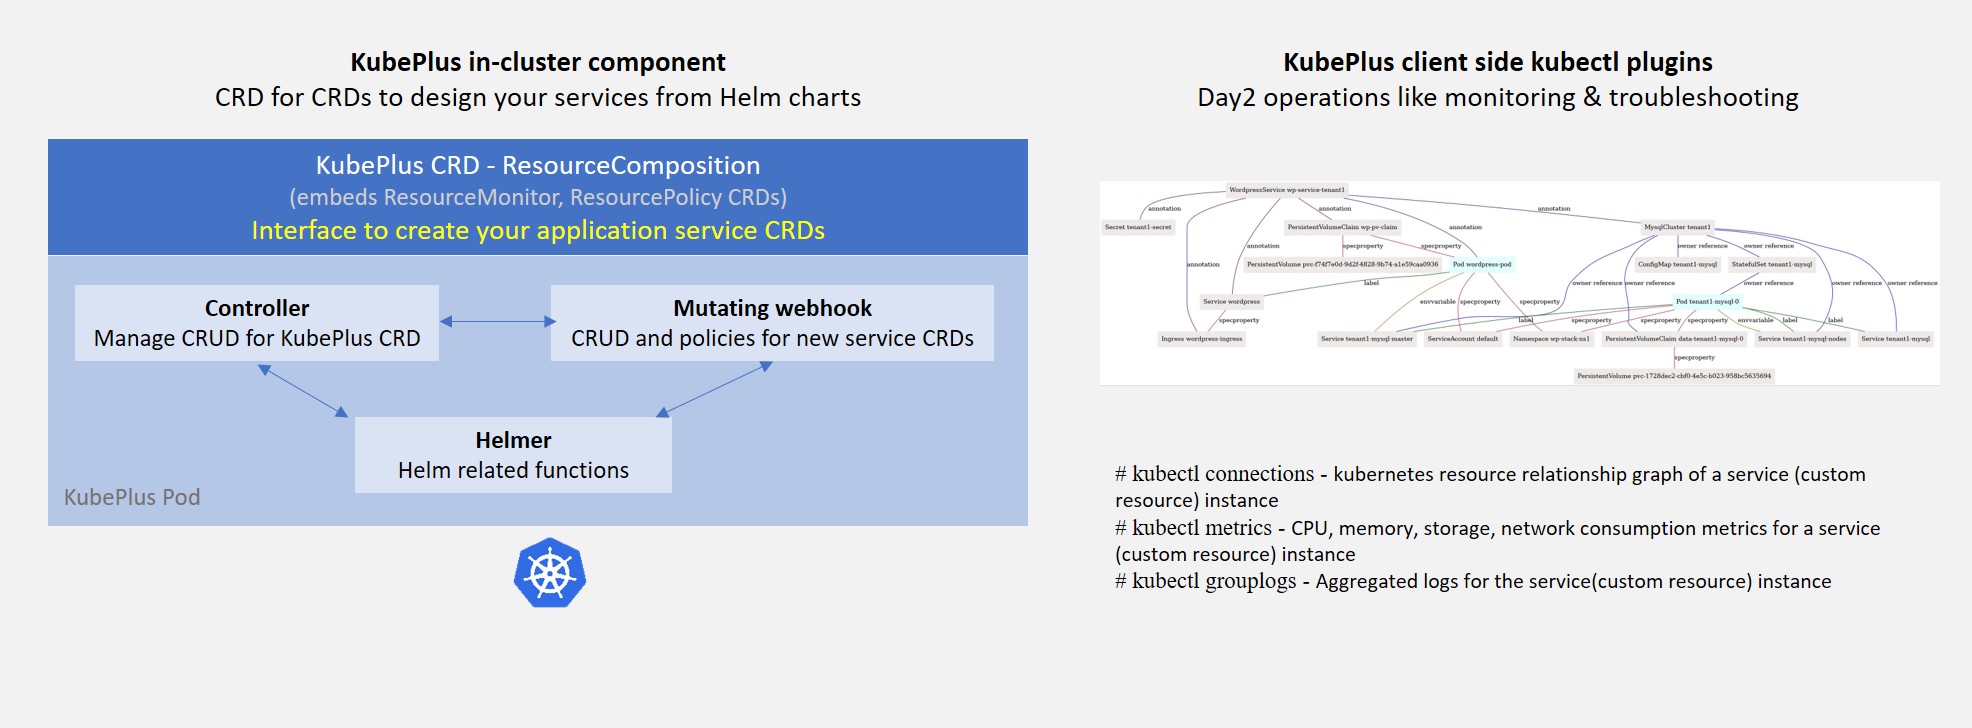 KubePlus in-cluster component
CRD for CRDs to design your services from Helm charts
KubePlus CRD - ResourceComposition
(embeds ResourceMonitor, ResourcePolicy CRDs)
Interface to create your application service CRDs
Controller
Manage CRUD for KubePlus CRD
Mutating webhook
CRUD and policies for new service CRDs
Helmer
Helm related functions
KubePlus Pod
KubePlus client side kubectl plugins
Day2 operations like monitoring & troubleshooting
WordpressService wp-service-tenant1
annotation
annotation
annotation
Secret tenant1-secret
PersistentVolumeClaim wp-pv-claim
annotation
MysqlCluster tenant1
annotation
specproperty
specproperty
owner reference
owner reference
annotation
PersistentVolume pvc-f74f7e0d-9d2f-4828-9b74-a1e59caa0936
Pod wordpress-pod
ConfigMap tenant1-mysql
StatefulSet tenant1-mysql
label
owner reference
owner reference
owner reference
owner reference
owner reference
Service wordpress
envvariable
specproperty
specproperty
Pod tenant1-mysql-0
specproperty
label
specproperty
specproperty
specproperty
envvariable
label
label
Ingress wordpress-ingress
Service tenant1-mysql-master
ServiceAccount default
Namespace wp-stack-ns1
PersistentVolumeClaim data-tenant1-mysql-0
Service tenant1-mysql-nodes
Service tenant1-mysql
specproperty
PersistentVolume pvc-1728dec2-cbf0-4e5c-b023-958bc5635694
# kubectl connections - kubernetes resource relationship graph of a service (custom
resource) instance
# kubectl metrics - CPU, memory, storage, network consumption metrics for a service
(custom resource) instance
# kubectl grouplogs - Aggregated logs for the service(custom resource) instance